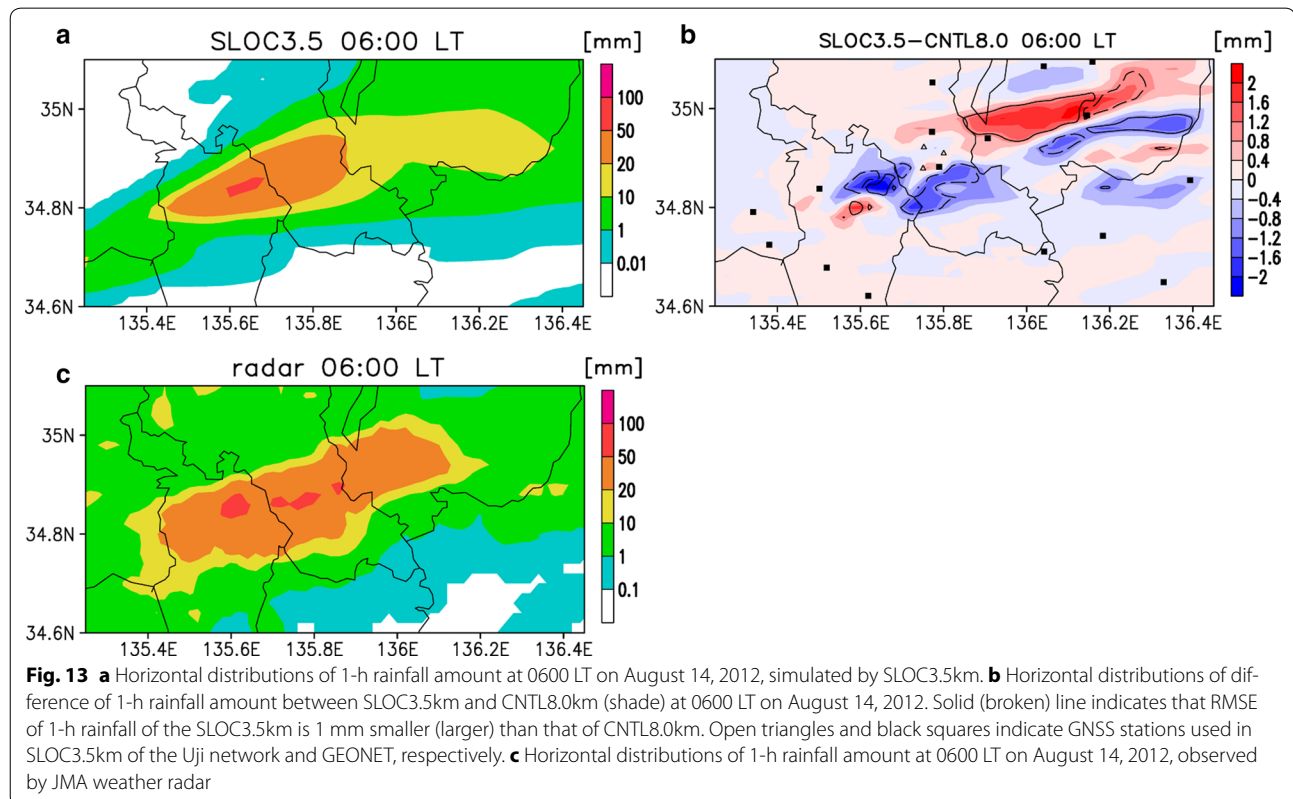 a
SLOC3.5 06:00 LT
[mm]
35N
34.8N
34.6N
135.4E 135.6E 135.8E 136E 136.2E 136.4E
100
50
20
10
1
0.01
b
SLOC3.5-CNTL8.0 06:00 LT
[mm]
35N
34.8N
34.6N
135.4E 135.6E 135.8E 136E 136.2E 136.4E
2
1.6
1.2
0.8
0.4
0
-0.4
-0.8
-1.2
-1.6
-2
c
radar 06:00 LT
[mm]
35N
34.8N
34.6N
135.4E 135.6E 135.8E 136E 136.2E 136.4E
100
50
20
10
1
0.1
Fig. 13 a Horizontal distributions of 1-h rainfall amount at 0600 LT on August 14, 2012, simulated by SLOC3.5km. b Horizontal distributions of dif-
ference of 1-h rainfall amount between SLOC3.5km and CNTL8.0km (shade) at 0600 LT on August 14, 2012. Solid (broken) line indicates that RMSE
of 1-h rainfall of the SLOC3.5km is 1 mm smaller (larger) than that of CNTL8.0km. Open triangles and black squares indicate GNSS stations used in
SLOC3.5km of the Uji network and GEONET, respectively. c Horizontal distributions of 1-h rainfall amount at 0600 LT on August 14, 2012, observed
by JMA weather radar